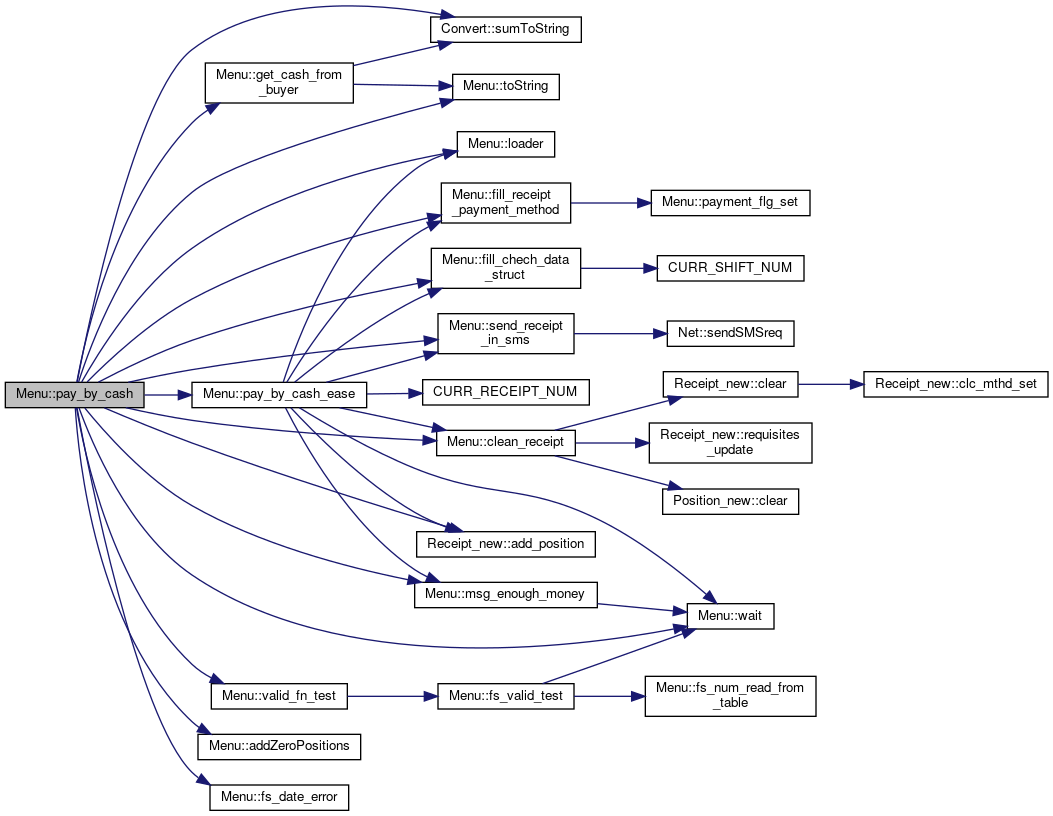 Convert::sumToString
Menu::get_cash_from
_buyer
Menu::toString
Menu::loader
Menu::fill_receipt
_payment_method
Menu::payment_flg_set
Menu::fill_chech_data
_struct
CURR_SHIFT_NUM
Menu::send_receipt
_in_sms
Net::sendSMSreq
Menu::pay_by_cash
Menu::pay_by_cash_ease
CURR_RECEIPT_NUM
Receipt_new::clear
Receipt_new::clc_mthd_set
Menu::clean_receipt
Receipt_new::requisites
_update
Position_new::clear
Receipt_new::add_position
Menu::msg_enough_money
Menu::wait
Menu::valid_fn_test
Menu::fs_valid_test
Menu::fs_num_read_from
_table
Menu::addZeroPositions
Menu::fs_date_error